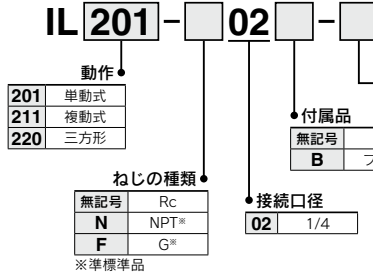 IL 201 - 02 -
動作
201 単動式
211 複動式
220 三方形
付属品
無記号
B
ねじの種類
無記号 Rc
N NPT※
F G※
※準標準品
接続口径
02 1/4